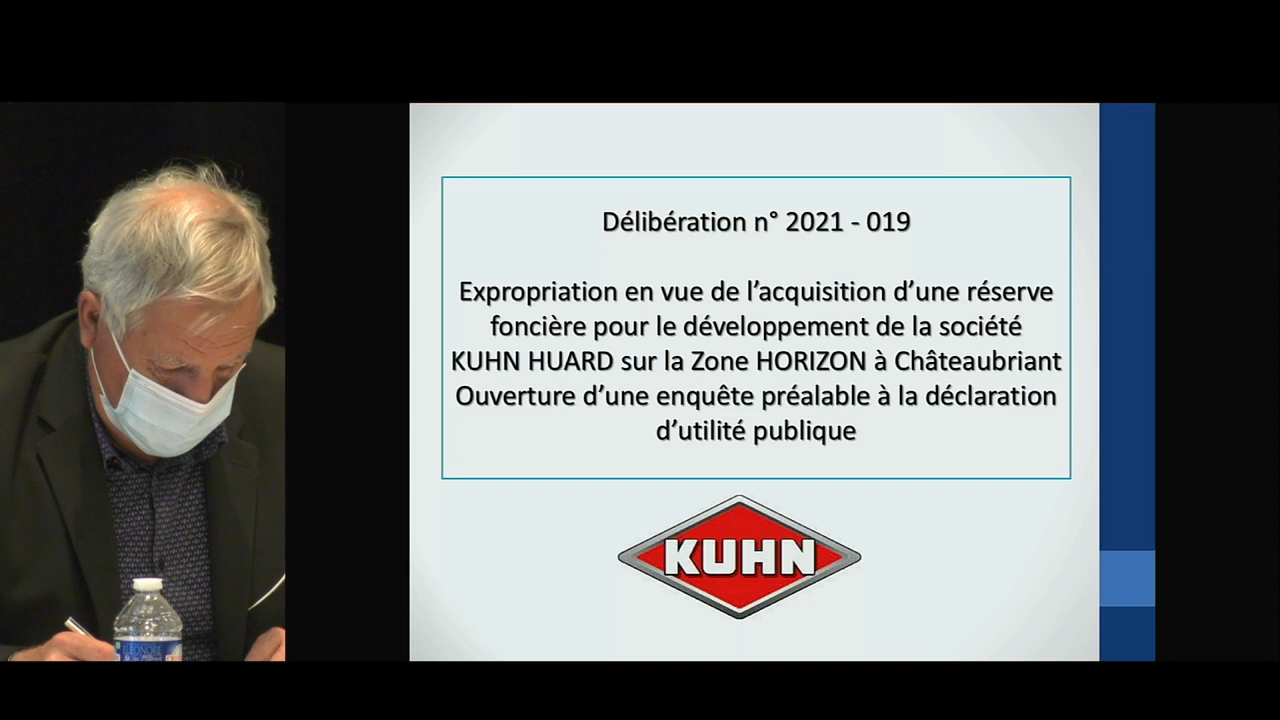 Délibération n° 2021 - 019
Expropriation en vue de l’acquisition d’une réserve
foncière pour le développement de la société
KUHN HUARD sur la Zone HORIZON à Châteaubriant
Ouverture d’une enquête préalable à la déclaration
d’utilité publique
KUHN
ELEONORE